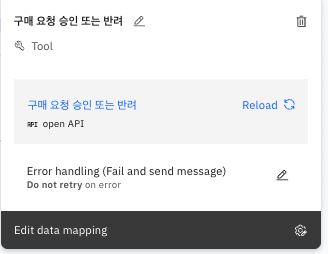 구매 요청 승인 또는 반려
Tool
구매 요청 승인 또는 반려 Reload
API open API
Error handling (Fail and send message)
Do not retry on error
Edit data mapping